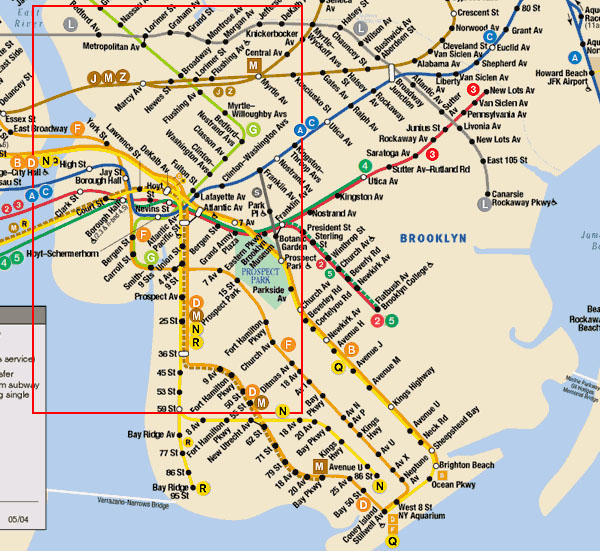 East
River
Nassau Av
Bedford Av
Lorimer St
Graham Av
Grand St
Montrose Av
Morgan Av
Jefferson St
DeKalb Av
Halsey St
Wilson Av
Bushwick Av
Aberdeen St
Seneca
Crescent St
Norwood Av
80 St
Aqua
Race
(11 St)
C
Cleveland St
Grant Av
Van Siclen Av
Euclid Av
A
Howard Beach
JFK Airport
Metropolitan Av
L
Broadway
Knickerbocker Av
Central Av
M
Myrtle-
Wyckoff Avs
Chauncey St
Alabama Av
Liberty Av
Shepherd Av
Van Siclen Av
J M Z
Lorimer St
Flushing Av
Hewes St
Marcy Av
J Z
Myrtle Av
Kosciusko St
Gates Av
Halsey St
Atlantic Av
Sutter Av
3
New Lots Av
Van Siclen Av
Pennsylvania Av
Livonia Av
New Lots Av
East 105 St
Canarsie
Rockaway Pkwy
L
Junius St
Rockaway Av
3
Saratoga Av
Sutter Av–Rutland Rd
4
Utica Av
Kingston Av
Nostrand Av
Delancey St
Essex St
East Broadway
F
York St
Lawrence St
DeKalb Av
Fulton St
Flushing Av
Myrtle–
Willoughby Avs
Bedford–
Nostrand Avs
Classon Av
Clinton–
Washington Avs
G
A C
Utica Av
Ralph Av
Rockaway Av
Kingston–
Throop Avs
Nostrand Av
Franklin Av
Clinton–Washington Avs
Lafayette Av
Atlantic Av
S
Park Pl
B D N
High St
Jay St
Borough Hall
A C
Clark St
Court St
Hoyt St
Nevins St
2 3
M R
4 5
Hoyt–Schermerhorn
Borough Hall
F
Bergen St
Carroll St
G
Smith–
9 Sts
4 Av
Union St
Pacific St
Atlantic Av
Bergen St
7 Av
Grand Army Plaza
Eastern Pkwy
Brooklyn Museum
Franklin Av
Botanic
Garden
Prospect
Park
President St
Sterling
St
Winthrop St
Church Av
Beverly Rd
Newkirk Av
Flatbush Av
Brooklyn College
2 5
2 5
BROOKLYN
PROSPECT
PARK
Parkside
Av
7 Av
15 St
Prospect Park
Prospect Av
D
M
N
R
25 St
36 St
45 St
53 St
59 St
Fort Hamilton
Pkwy
Church Av
F
Ditmas Av
18 Av
Church Av
Beverley Rd
Cortelyou Rd
Newkirk Av
Avenue H
B
Q
Avenue J
Avenue M
Kings Highway
Avenue U
Neck Rd
Sheepshead Bay
Brighton Beach
Ocean Pkwy
9 Av
Fort Hamilton
Pkwy
50 St
55 St
D
M
New Utrecht Av
62 St
71 St
79 St
18 Av
20 Av
Bay Pkwy
M
N
8 Av
Fort Hamilton
Pkwy
18 Av
20 Av
Bay
Pkwy
Kings
Hwy
Avenue U
86 St
N
Av I
Bay
Pkwy
Av N
Av P
Kings
Hwy
Av U
Av X
Neptune
Av
25 Av
Bay 50 St
D
Coney Island
Stillwell Av
West 8 St
NY Aquarium
Q
Bay Ridge Av
R
77 St
86 St
Bay Ridge
95 St
R
Verrazano–Narrows Bridge
Marine Parkway
Gil Hodges
Memorial Bridge
s service)
sfer
m subway
ng single
05/04